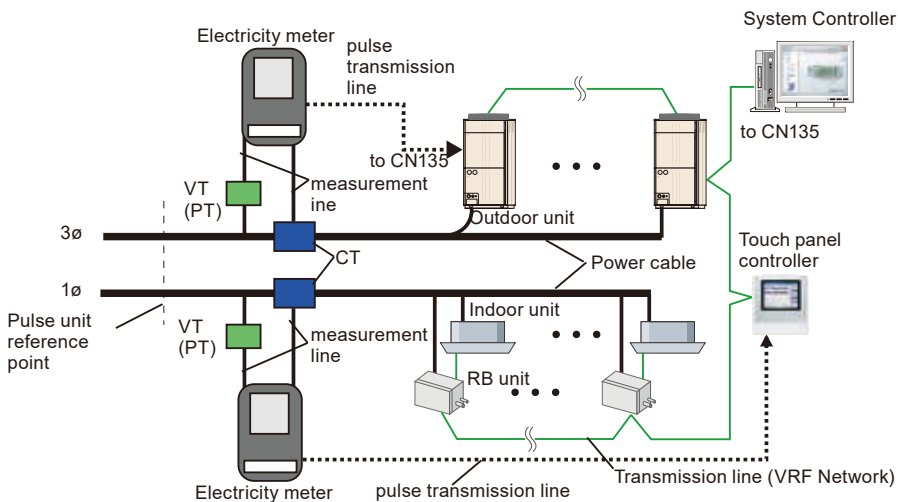 System Controller
Electricity meter
pulse
transmission
line
to CN135
to CN135
VT
(PT)
measurement
ine
Outdoor unit
3ø
CT
Power cable
Touch panel
controller
1ø
Pulse unit
reference
point
VT
(PT)
measurement
line
Indoor unit
RB unit
Transmission line (VRF Network)
Electricity meter
pulse transmission line